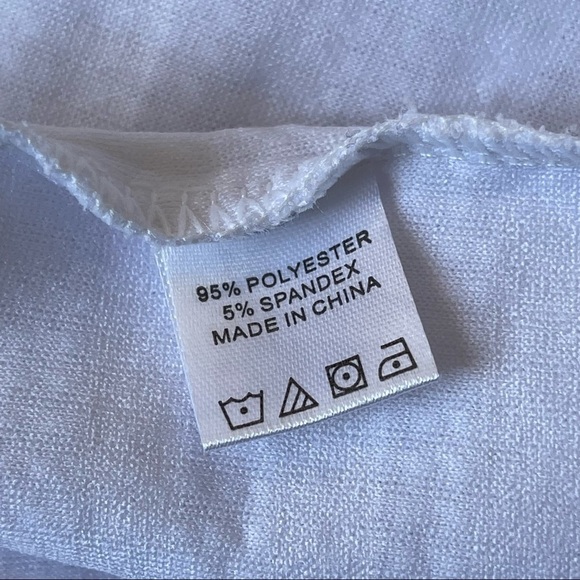 95% POLYESTER
5% SPANDEX
MADE IN CHINA